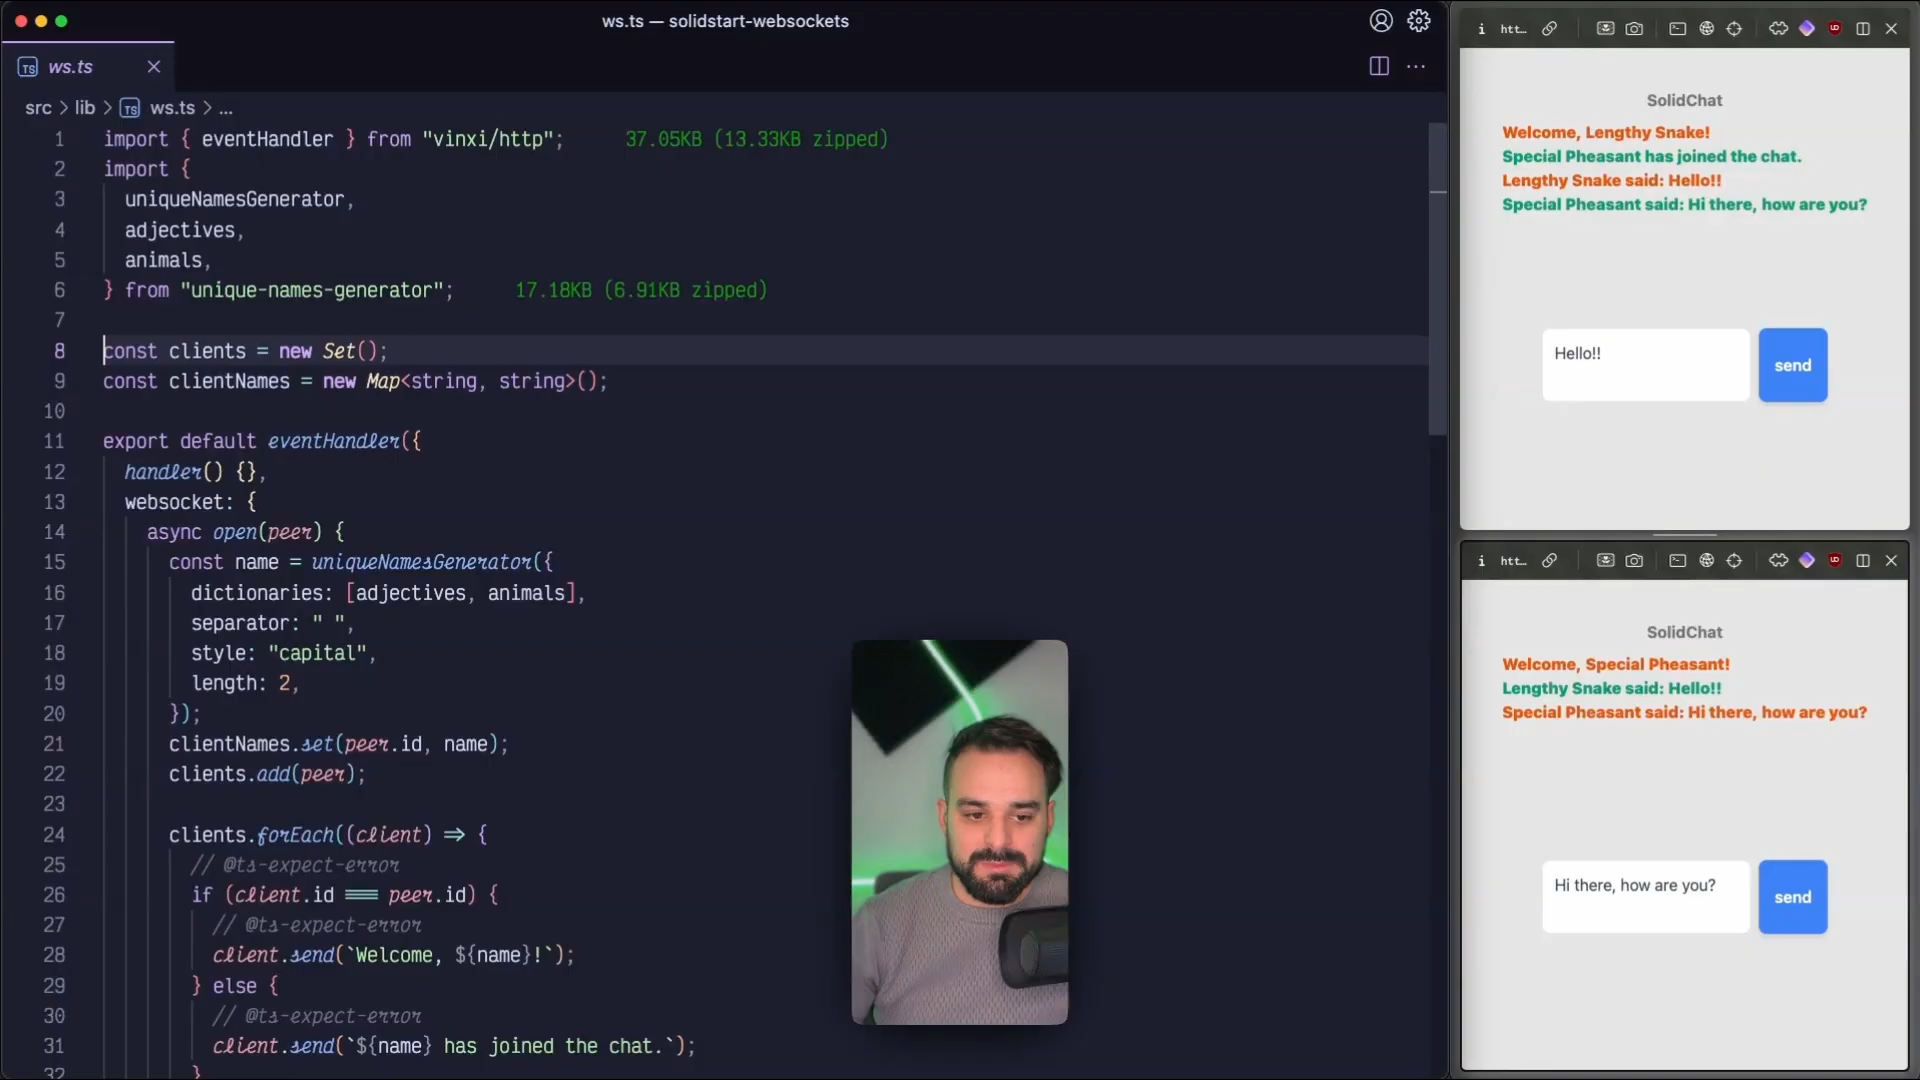 ws.ts — solidstart-websockets
TS ws.ts
src > lib > TS ws.ts > ...
1 import { eventHandler } from "vinxi/http"; 37.05KB (13.33KB zipped)
2 import {
3 uniqueNamesGenerator,
4 adjectives,
5 animals,
6 } from "unique-names-generator"; 17.18KB (6.91KB zipped)
7
8 const clients = new Set();
9 const clientNames = new Map<string, string>();
10
11 export default eventHandler({
12 handler() {},
13 websocket: {
14 async open(peer) {
15 const name = uniqueNamesGenerator({
16 dictionaries: [adjectives, animals],
17 separator: " ",
18 style: "capital",
19 length: 2,
20 });
21 clientNames.set(peer.id, name);
22 clients.add(peer);
23
24 clients.forEach((client) => {
25 // @ts-expect-error
26 if (client.id === peer.id) {
27 // @ts-expect-error
28 client.send(`Welcome, ${name}!`);
29 } else {
30 // @ts-expect-error
31 client.send(`${name} has joined the chat.`);
32 }
i htt...
SolidChat
Welcome, Lengthy Snake!
Special Pheasant has joined the chat.
Lengthy Snake said: Hello!!
Special Pheasant said: Hi there, how are you?
Hello!!
send
i htt...
SolidChat
Welcome, Special Pheasant!
Lengthy Snake said: Hello!!
Special Pheasant said: Hi there, how are you?
Hi there, how are you?
send